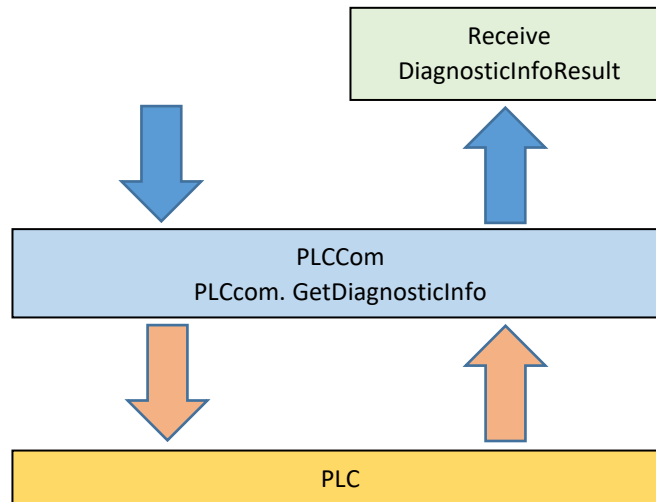 Receive
DiagnosticInfoResult
PLCCom
PLCcom. GetDiagnosticInfo
PLC